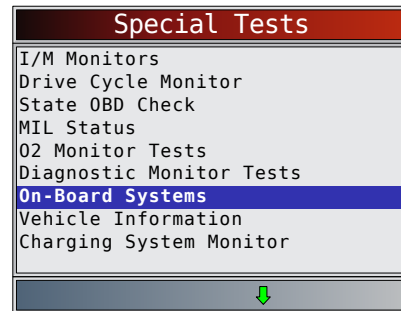 Special Tests
I/M Monitors
Drive Cycle Monitor
State OBD Check
MIL Status
O2 Monitor Tests
Diagnostic Monitor Tests
On-Board Systems
Vehicle Information
Charging System Monitor